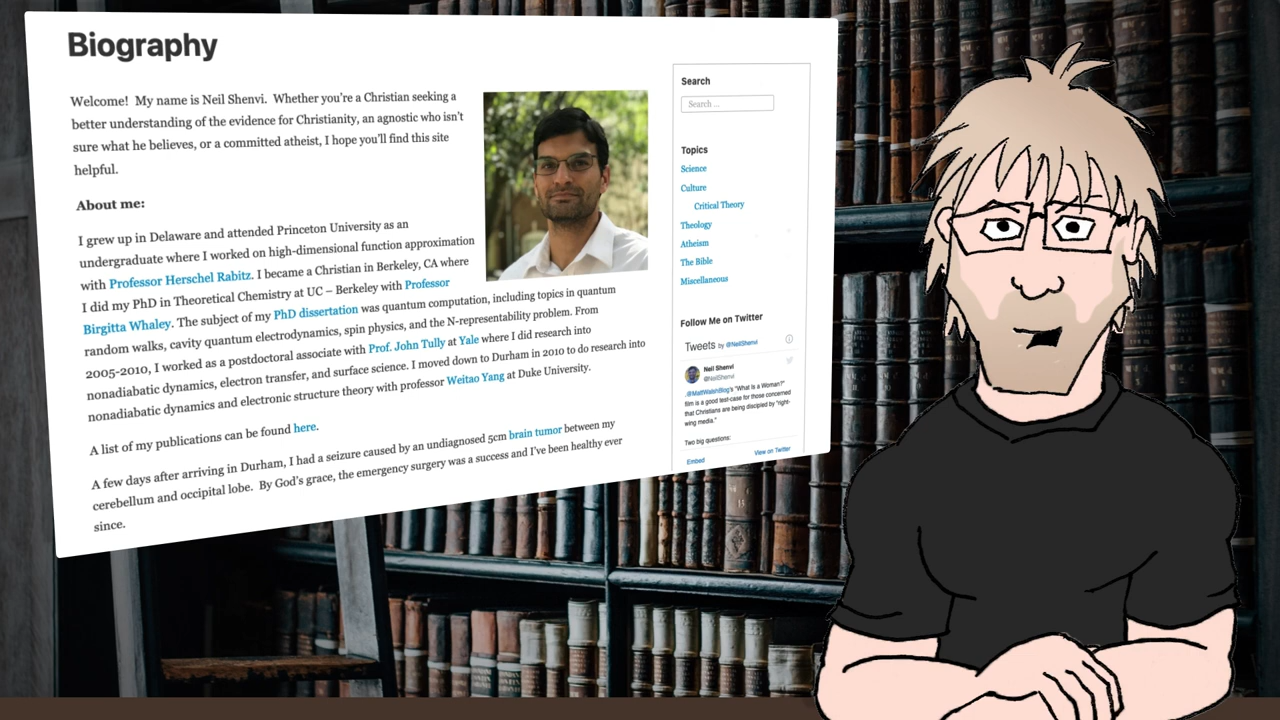 Biography
Welcome!  My name is Neil Shenvi.  Whether you're a Christian seeking a
better understanding of the evidence for Christianity, an agnostic who isn't
sure what he believes, or a committed atheist, I hope you'll find this site
helpful.
About me:
I grew up in Delaware and attended Princeton University as an
undergraduate where I worked on high-dimensional function approximation
with Professor Herschel Rabitz. I became a Christian in Berkeley, CA where
I did my PhD in Theoretical Chemistry at UC – Berkeley with Professor
Birgitta Whaley. The subject of my PhD dissertation was quantum computation, including topics in quantum
random walks, cavity quantum electrodynamics, spin physics, and the N-representability problem. From
2005-2010, I worked as a postdoctoral associate with Prof. John Tully at Yale where I did research into
nonadiabatic dynamics, electron transfer, and surface science. I moved down to Durham in 2010 to do research into
nonadiabatic dynamics and electronic structure theory with professor Weitao Yang at Duke University.
A list of my publications can be found here.
A few days after arriving in Durham, I had a seizure caused by an undiagnosed 5cm brain tumor between my
cerebellum and occipital lobe.  By God's grace, the emergency surgery was a success and I've been healthy ever
since.
Search
Search ...
Topics
Science
Culture
Critical Theory
Theology
Atheism
The Bible
Miscellaneous
Follow Me on Twitter
Tweets by @NeilShenvi
Neil Shenvi
@NeilShenvi
.@MattWalshBlog's "What Is a Woman?"
film is a good test-case for those concerned
that Christians are being discipled by "right-
wing media."
Two big questions:
Embed
View on Twitter